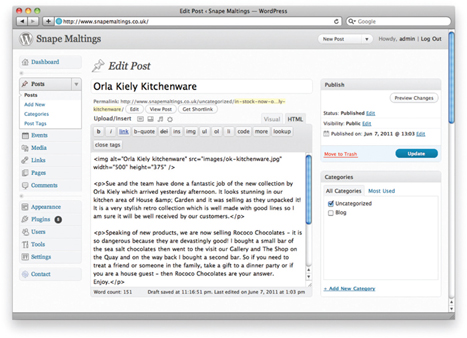 Edit Post ‹ Snape Maltings — WordPress
http://www.snapemaltings.co.uk/
Google
Snape Maltings
New Post
Howdy, admin | Log Out
Dashboard
Posts
Posts
Add New
Categories
Post Tags
Events
Media
Links
Pages
Comments
Appearance
Plugins
Users
Tools
Settings
Contact
Edit Post
Orla Kiely Kitchenware
Permalink: http://www.snapemaltings.co.uk/uncategorized/in-stock-now-o...ly-
kitchenware/ Edit View Post Get Shortlink
Upload/Insert
Visual HTML
b i link b-quote del ins img ul ol li code more lookup
close tags
<img alt="Orla Kiely kitchenware" src="images/ok-kitchenware.jpg"
width="500" height="375" />
<p>Sue and the team have done a fantastic job of the new collection by
Orla Kiely which arrived yesterday afternoon. It looks stunning in our
kitchen area of House &amp; Garden and it was selling as they unpacked it!
It is a very stylish retro collection which is well made with good lines so I
am sure it will be well received by our customers.</p>
<p>Speaking of new products, we are now selling Rococo Chocolates – it is
so dangerous because they are devastingly good! I bought a small bar of
the sea salt chocolates then went to the visit our Gallery and The Shop on
the Quay and on the way back I bought a second bar. So if you need to
treat a friend or someone in the family, take a gift to a dinner party or if
you are a house guest – then Rococo Chocolates are your answer.
Enjoy.</p>
Word count: 151
Draft saved at 11:16:51 pm. Last edited on June 7, 2011 at 1:03 pm
Publish
Preview Changes
Status: Published Edit
Visibility: Public Edit
Published on: Jun 7, 2011 @ 13:03 Edit
Move to Trash
Update
Categories
All Categories Most Used
Uncategorized
Blog
+ Add New Category